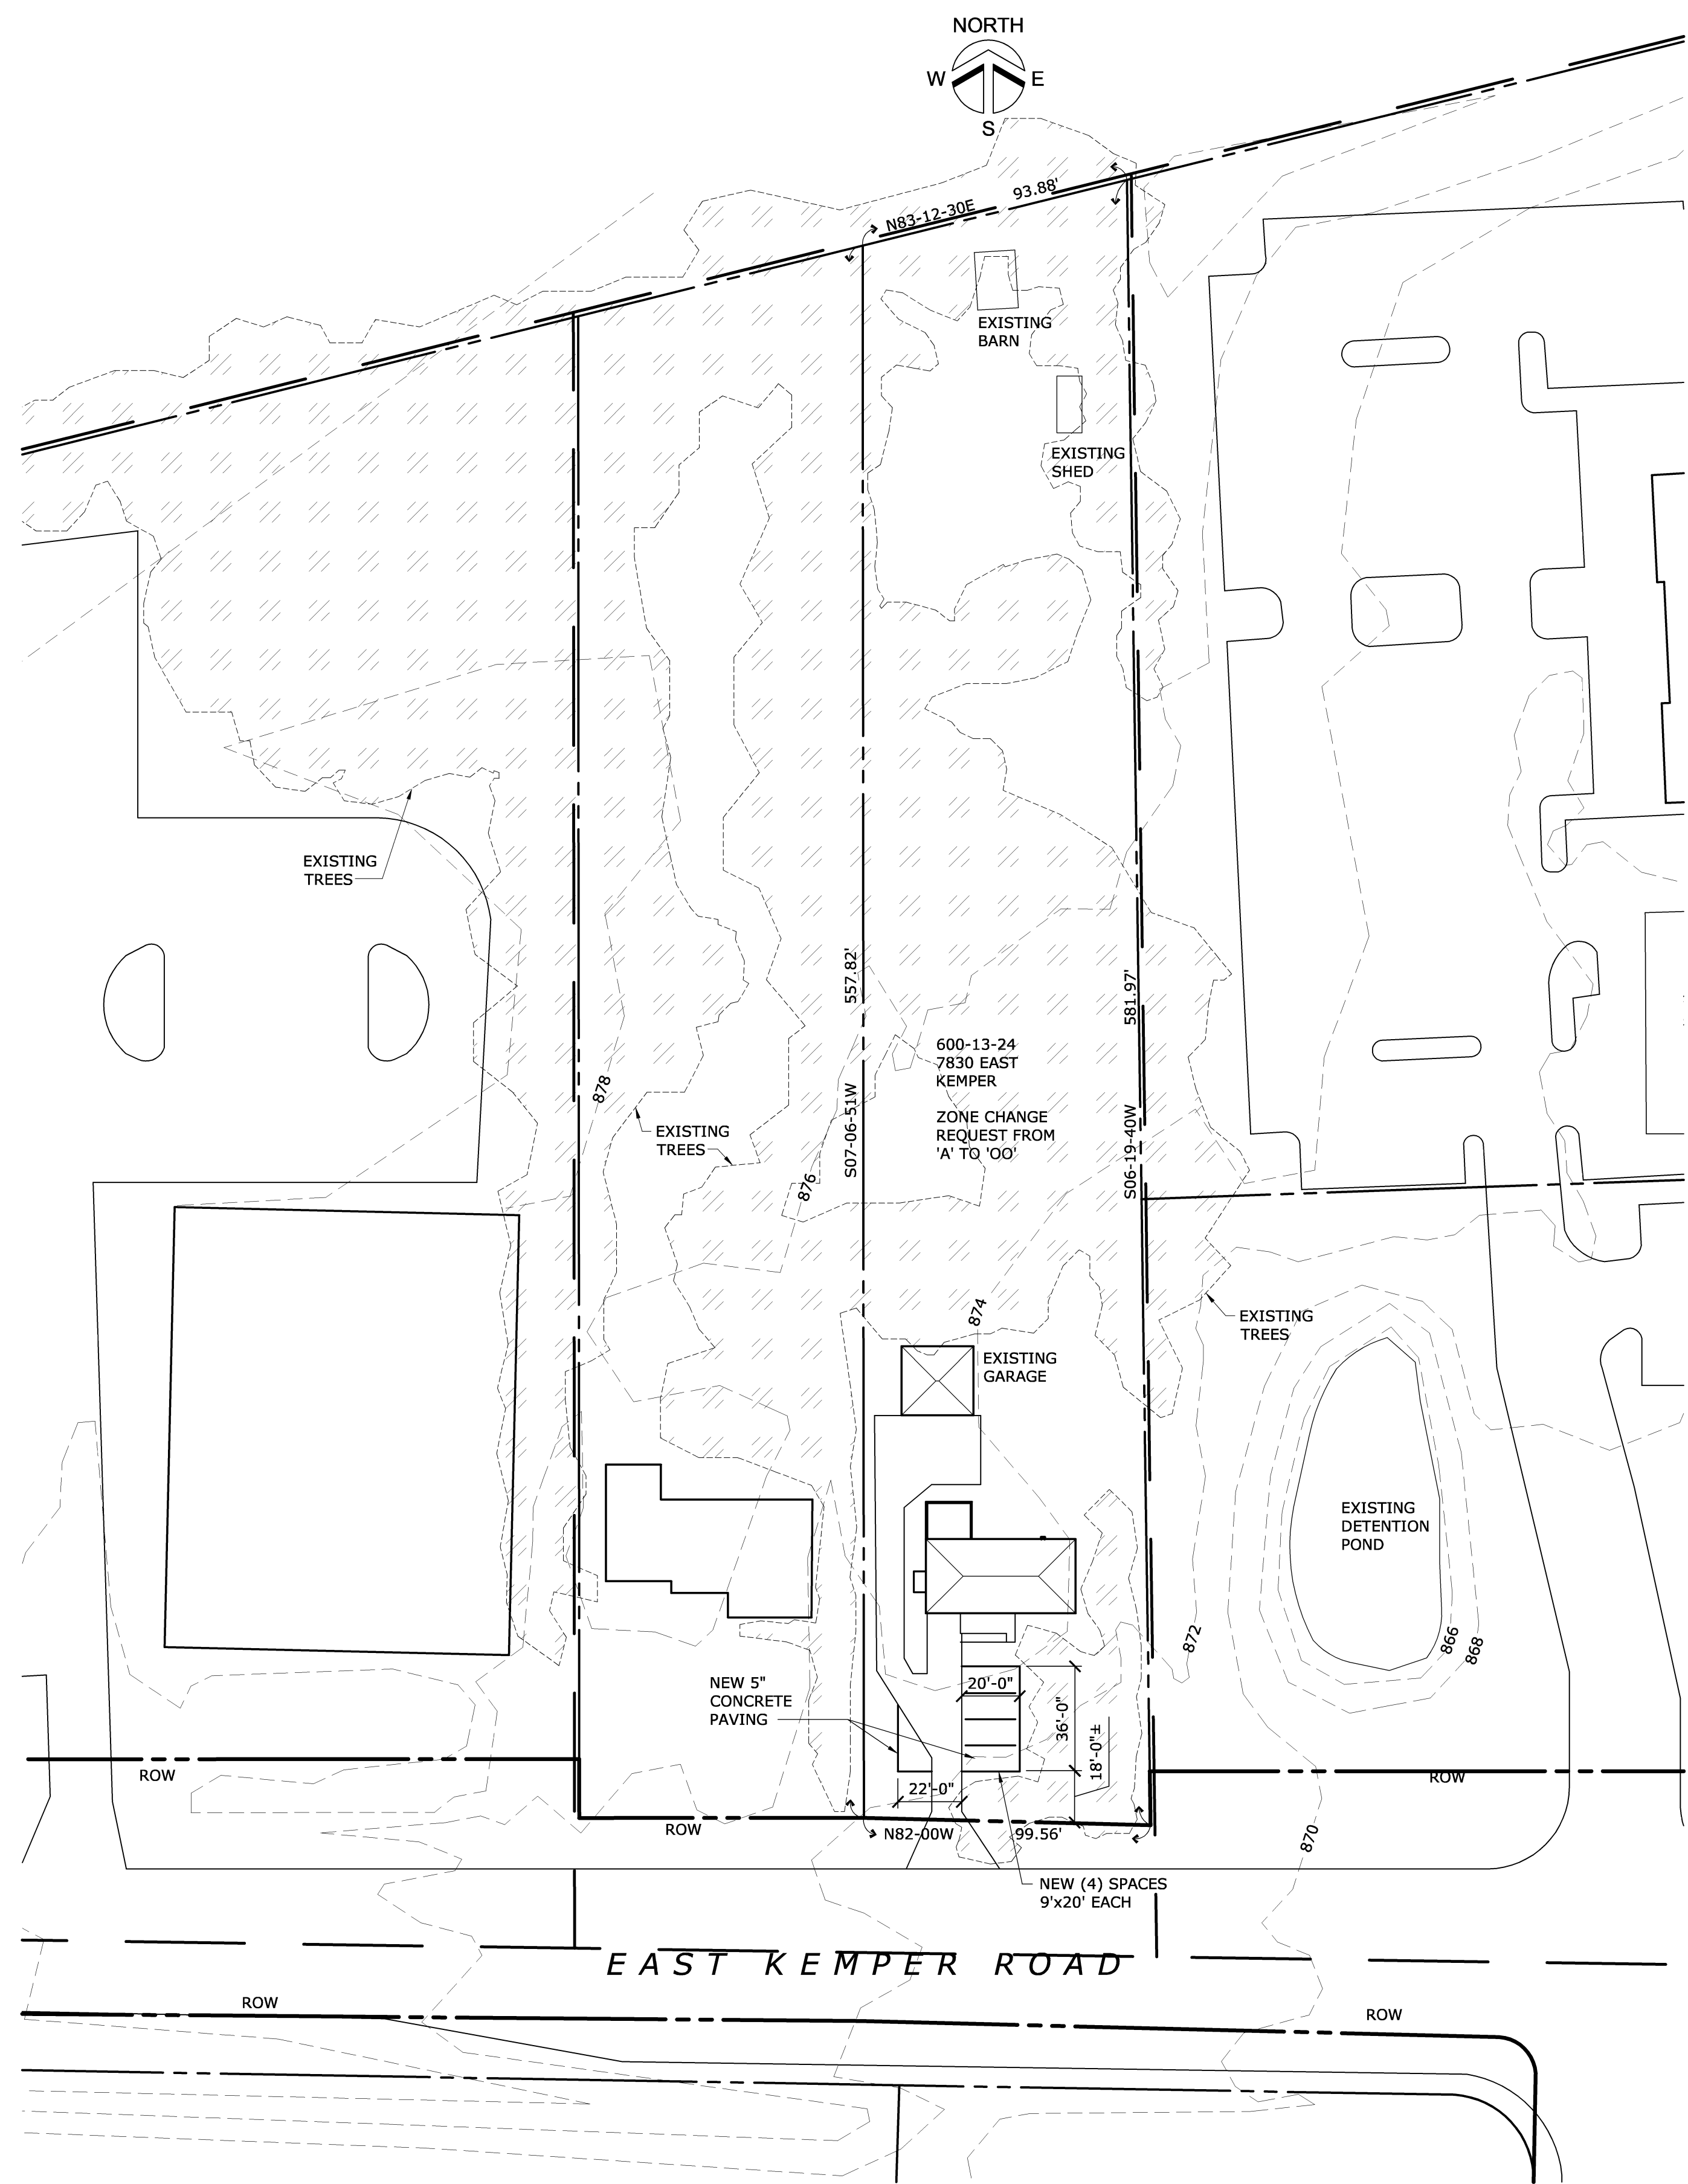 NORTH
W
E
S
93.88'
N83-12-30E
EXISTING
BARN
EXISTING
SHED
EXISTING
TREES
557.82'
S07-06-51W
581.97'
S06-19-40W
600-13-24
7830 EAST
KEMPER
ZONE CHANGE
REQUEST FROM
'A' TO 'OO'
878
EXISTING
TREES
876
874
EXISTING
TREES
EXISTING
GARAGE
EXISTING
DETENTION
POND
872
866
868
NEW 5"
CONCRETE
PAVING
20'-0"
36'-0"
18'-0"±
22'-0"
ROW
ROW
ROW
N82-00W
99.56'
870
NEW (4) SPACES
9'x20' EACH
EAST KEMPER ROAD
ROW
ROW